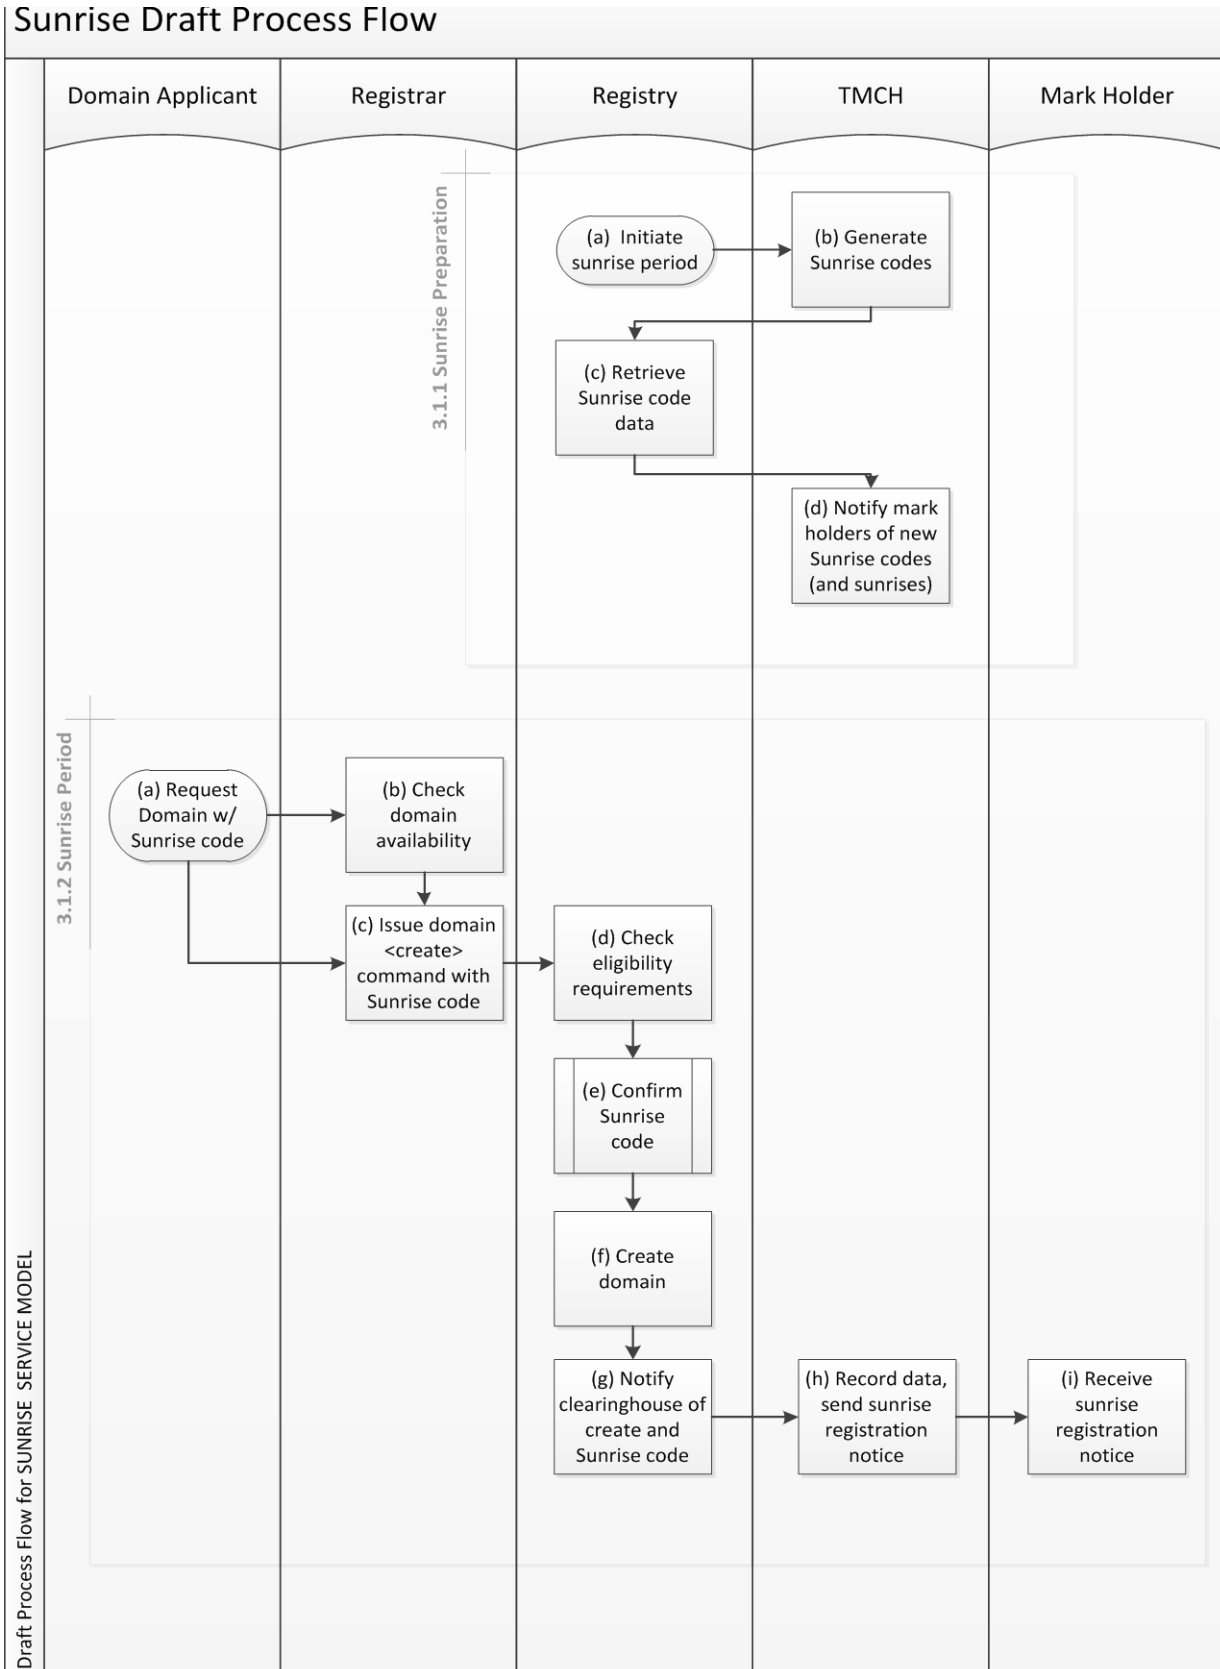 Sunrise Draft Process Flow
Domain Applicant
Registrar
Registry
TMCH
Mark Holder
3.1.1 Sunrise Preparation
(a) Initiate
sunrise period
(b) Generate
Sunrise codes
(c) Retrieve
Sunrise code
data
(d) Notify mark
holders of new
Sunrise codes
(and sunrises)
3.1.2 Sunrise Period
(a) Request
Domain w/
Sunrise code
(b) Check
domain
availability
(c) Issue domain
<create>
command with
Sunrise code
(d) Check
eligibility
requirements
(e) Confirm
Sunrise
code
(f) Create
domain
(g) Notify
clearinghouse of
create and
Sunrise code
(h) Record data,
send sunrise
registration
notice
(i) Receive
sunrise
registration
notice
Draft Process Flow for SUNRISE SERVICE MODEL